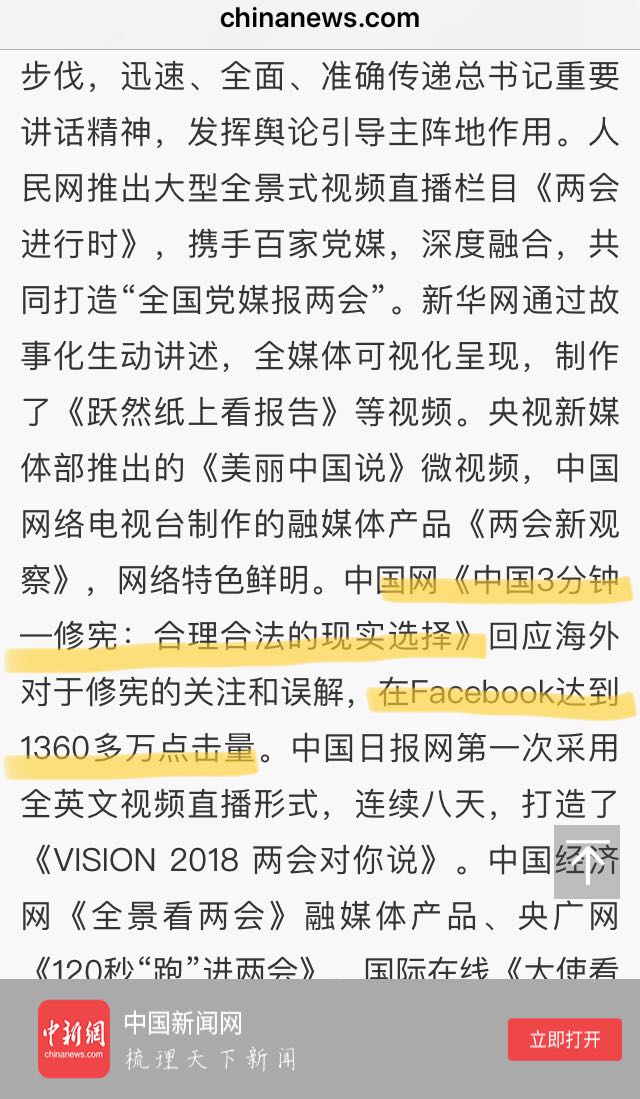 chinanews.com
步伐，迅速、全面、准确传递总书记重要
讲话精神，发挥舆论引导主阵地作用。人
民网推出大型全景式视频直播栏目《两会
进行时》，携手百家党媒，深度融合，共
同打造“全国党媒报两会”。新华网通过故
事化生动讲述，全媒体可视化呈现，制作
了《跃然纸上看报告》等视频。央视新媒
体部推出的《美丽中国说》微视频，中国
网络电视台制作的融媒体产品《两会新观
察》，网络特色鲜明。中国网《中国3分钟
—修宪：合理合法的现实选择》回应海外
对于修宪的关注和误解，在Facebook达到
1360多万点击量。中国日报网第一次采用
全英文视频直播形式，连续八天，打造了
《VISION 2018 两会对你说》。中国经济
网《全景看两会》融媒体产品、央广网
《120秒“跑”进两会》、国际在线《大使看
中新網
chinanews.com
中国新闻网
梳理天下新闻
立即打开